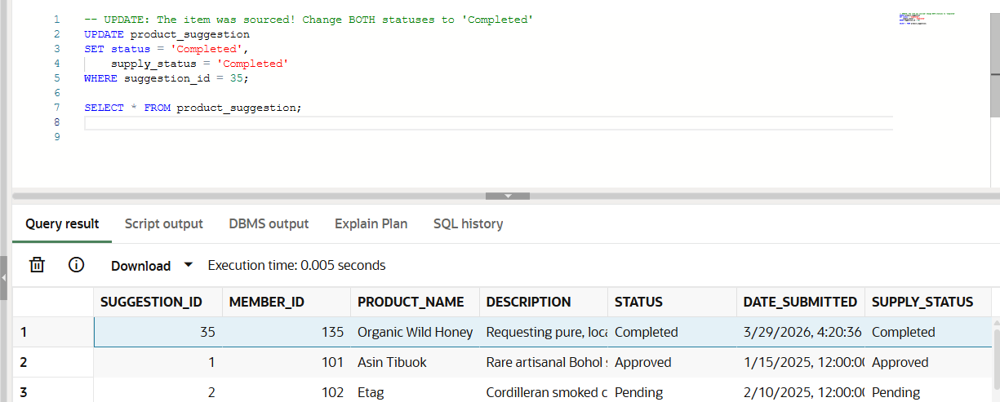 1 -- UPDATE: The item was sourced! Change BOTH statuses to 'Completed'
2 UPDATE product_suggestion
3 SET status = 'Completed',
4 supply_status = 'Completed'
5 WHERE suggestion_id = 35;
6
7 SELECT * FROM product_suggestion;
8
9
Query result Script output DBMS output Explain Plan SQL history
Download Execution time: 0.005 seconds
SUGGESTION_ID MEMBER_ID PRODUCT_NAME DESCRIPTION STATUS DATE_SUBMITTED SUPPLY_STATUS
1 35 135 Organic Wild Honey Requesting pure, loca Completed 3/29/2026, 4:20:36 Completed
2 1 101 Asin Tibuok Rare artisanal Bohol s Approved 1/15/2025, 12:00:00 Approved
3 2 102 Etag Cordilleran smoked c Pending 2/10/2025, 12:00:00 Pending